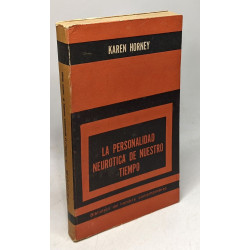 KAREN HORNEY
LA PERSONALIDAD
NEUROTICA DE NUESTRO
TIEMPO